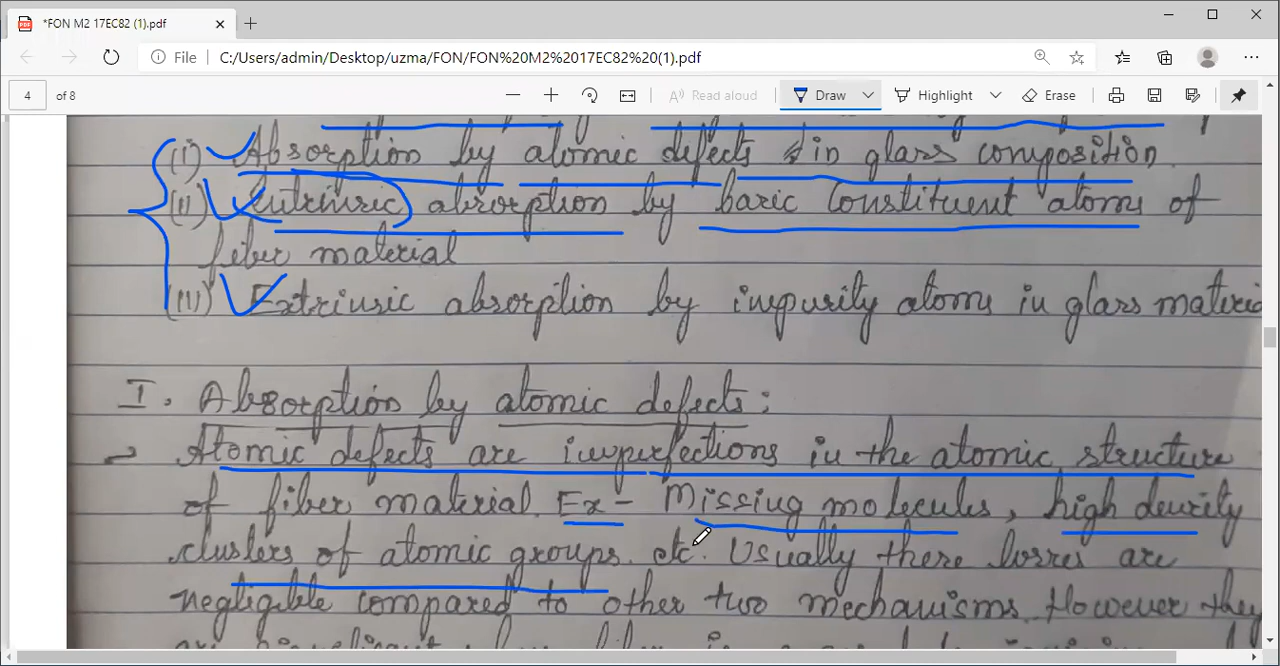 *FON M2 17EC82 (1).pdf
File C:/Users/admin/Desktop/uzma/FON/FON%20M2%2017EC82%20(1).pdf
4 of 8 Read aloud Draw Highlight Erase
(I) Absorption by atomic defects in glass composition.
(II) Intrinsic absorption by basic constituent atoms of
fiber material
(III) Extrinsic absorption by impurity atoms in glass materia
I. Absorption by atomic defects:
Atomic defects are imperfections in the atomic structure
of fiber material. Ex- Missing molecules, high density
clusters of atomic groups. etc. Usually these losses are
negligible compared to other two mechanisms. However they